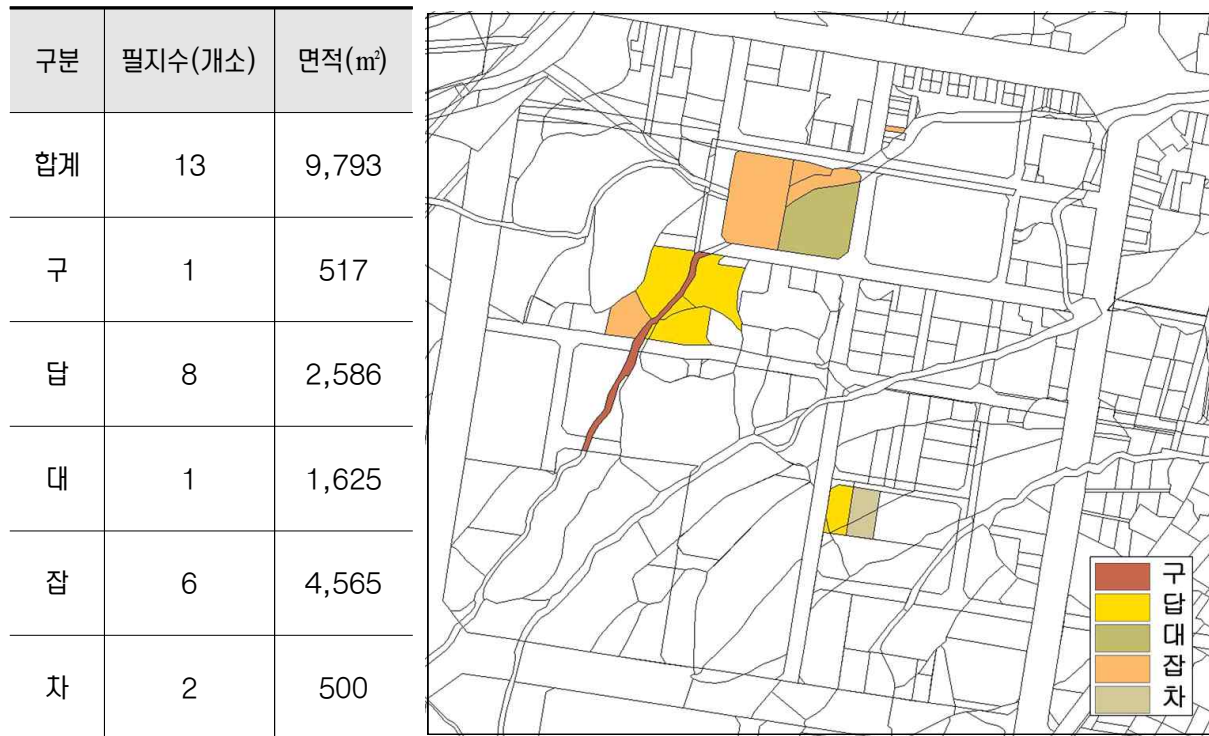 구분 필지수(개소) 면적(㎡)
합계 13 9,793
구 1 517
답 8 2,586
대 1 1,625
잡 6 4,565
차 2 500
구
답
대
잡
차